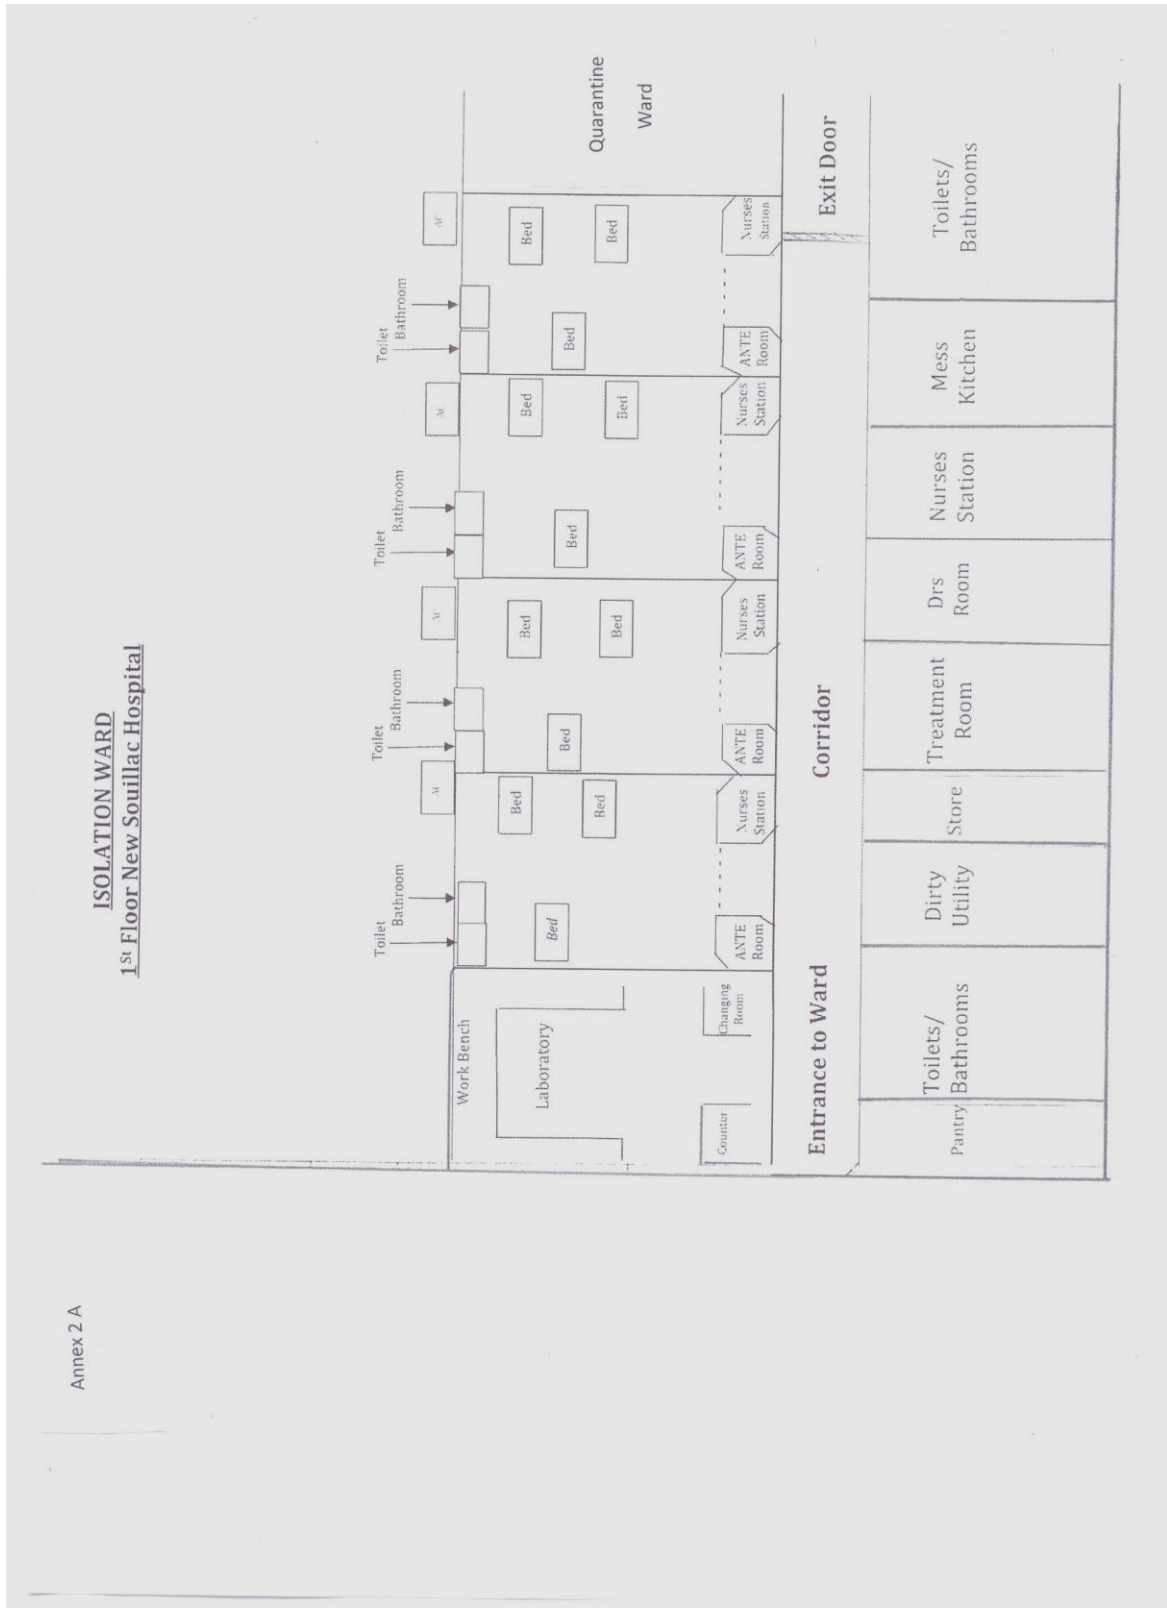 Annex 2 A
ISOLATION WARD
1St Floor New Souillac Hospital
Toilet
Bathroom
AC
Toilet
Bathroom
AC
Toilet
Bathroom
AC
Toilet
Bathroom
AC
Work Bench
Laboratory
Counter
Changing
Room
Bed
Bed
Bed
ANTE
Room
Nurses
Station
Bed
Bed
Bed
ANTE
Room
Nurses
Station
Bed
Bed
Bed
ANTE
Room
Nurses
Station
Bed
Bed
Bed
ANTE
Room
Nurses
Station
Quarantine
Ward
Entrance to Ward
Corridor
Exit Door
Pantry
Toilets/
Bathrooms
Dirty
Utility
Store
Treatment
Room
Drs
Room
Nurses
Station
Mess
Kitchen
Toilets/
Bathrooms